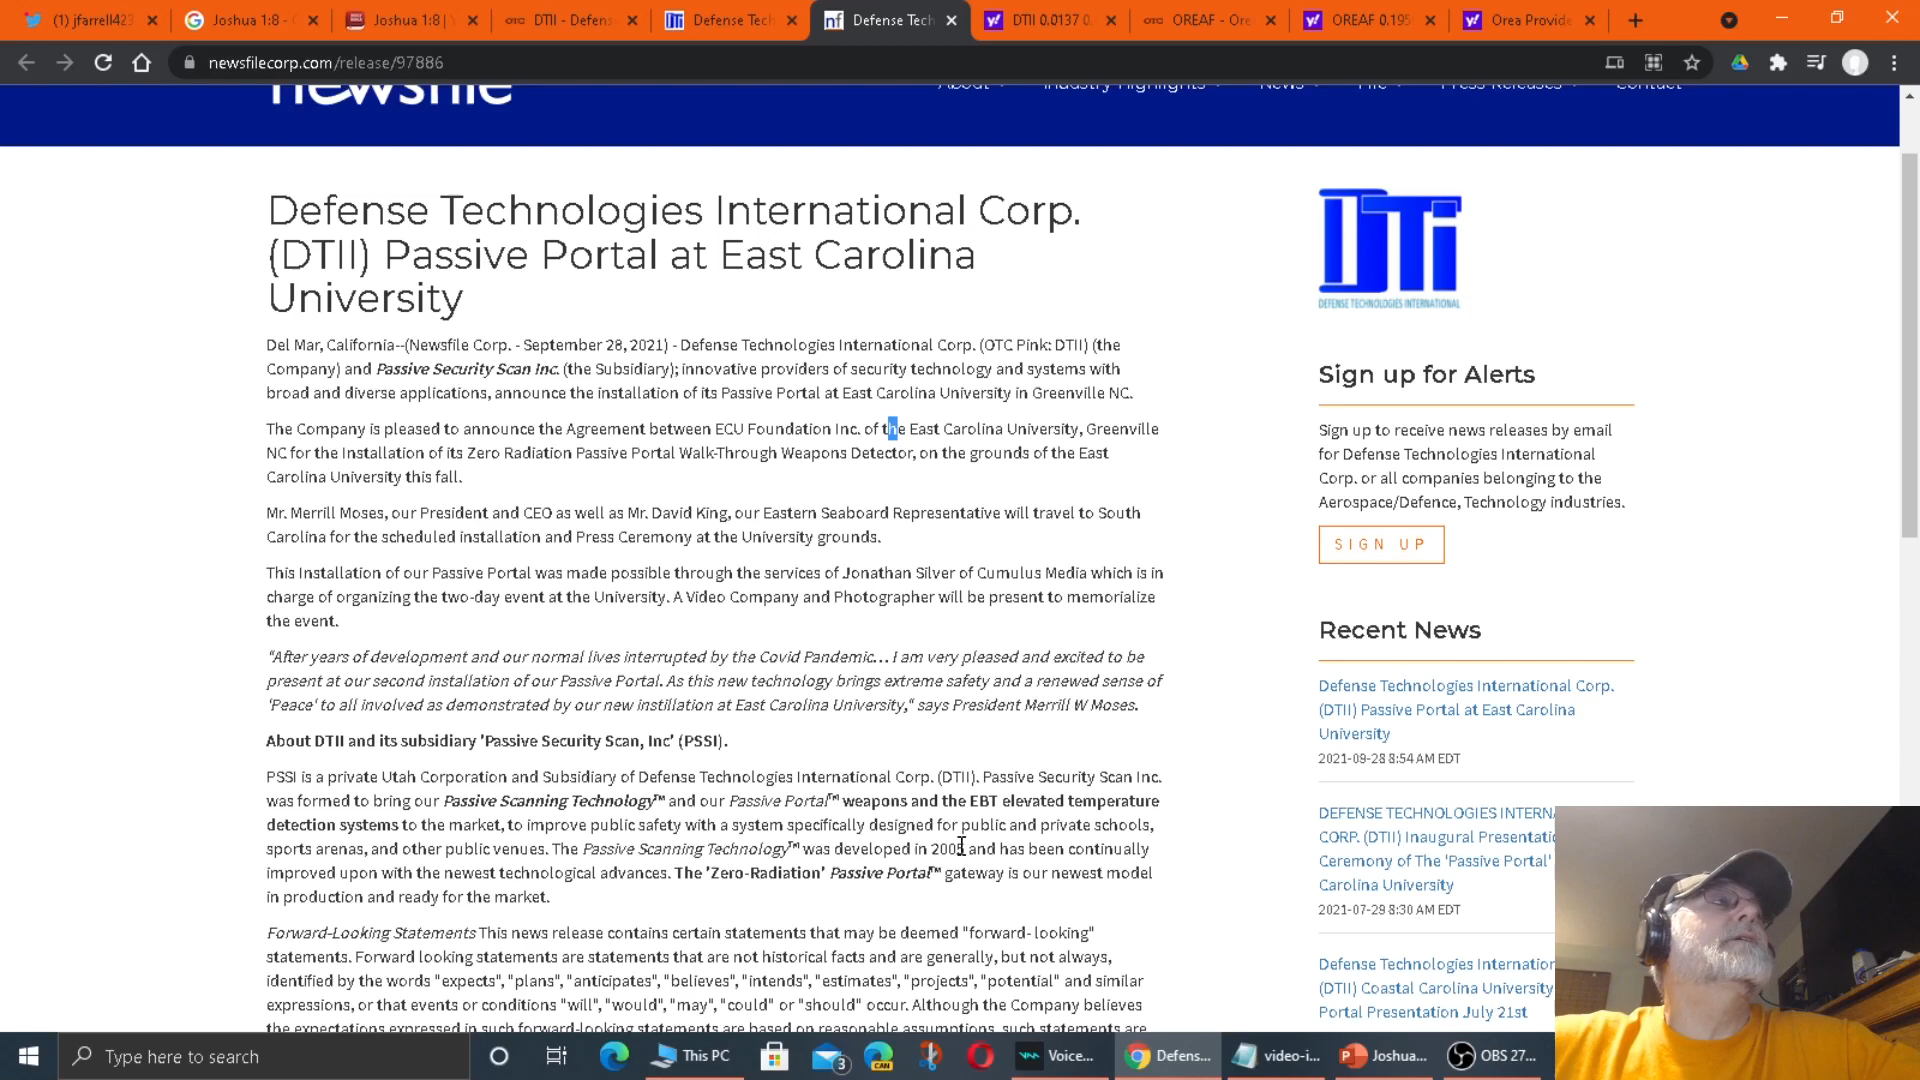 (1) jfarrell423
Joshua 1:8 -
Joshua 1:8 |
DTII - Defens
Defense Tech
Defense Tech
DTII 0.0137 0.
OREAF - Ore
OREAF 0.195
Orea Provide
newsfilecorp.com/release/97886
newsfile
About
Industry Highlights
News
File
Press Releases
Contact
Defense Technologies International Corp.
(DTII) Passive Portal at East Carolina
University
Del Mar, California--(Newsfile Corp. - September 28, 2021) - Defense Technologies International Corp. (OTC Pink: DTII) (the
Company) and Passive Security Scan Inc. (the Subsidiary); innovative providers of security technology and systems with
broad and diverse applications, announce the installation of its Passive Portal at East Carolina University in Greenville NC.
The Company is pleased to announce the Agreement between ECU Foundation Inc. of the East Carolina University, Greenville
NC for the Installation of its Zero Radiation Passive Portal Walk-Through Weapons Detector, on the grounds of the East
Carolina University this fall.
Mr. Merrill Moses, our President and CEO as well as Mr. David King, our Eastern Seaboard Representative will travel to South
Carolina for the scheduled installation and Press Ceremony at the University grounds.
This Installation of our Passive Portal was made possible through the services of Jonathan Silver of Cumulus Media which is in
charge of organizing the two-day event at the University. A Video Company and Photographer will be present to memorialize
the event.
"After years of development and our normal lives interrupted by the Covid Pandemic... I am very pleased and excited to be
present at our second installation of our Passive Portal. As this new technology brings extreme safety and a renewed sense of
'Peace' to all involved as demonstrated by our new instillation at East Carolina University," says President Merrill W Moses.
About DTII and its subsidiary 'Passive Security Scan, Inc' (PSSI).
PSSI is a private Utah Corporation and Subsidiary of Defense Technologies International Corp. (DTII). Passive Security Scan Inc.
was formed to bring our Passive Scanning Technology™ and our Passive Portal™ weapons and the EBT elevated temperature
detection systems to the market, to improve public safety with a system specifically designed for public and private schools,
sports arenas, and other public venues. The Passive Scanning Technology™ was developed in 2005 and has been continually
improved upon with the newest technological advances. The 'Zero-Radiation' Passive Portal™ gateway is our newest model
in production and ready for the market.
Forward-Looking Statements This news release contains certain statements that may be deemed "forward- looking"
statements. Forward looking statements are statements that are not historical facts and are generally, but not always,
identified by the words "expects", "plans", "anticipates", "believes", "intends", "estimates", "projects", "potential" and similar
expressions, or that events or conditions "will", "would", "may", "could" or "should" occur. Although the Company believes
the expectations expressed in such forward-looking statements are based on reasonable assumptions, such statements are
DTi
DEFENSE TECHNOLOGIES INTERNATIONAL
Sign up for Alerts
Sign up to receive news releases by email
for Defense Technologies International
Corp. or all companies belonging to the
Aerospace/Defence, Technology industries.
SIGN UP
Recent News
Defense Technologies International Corp.
(DTII) Passive Portal at East Carolina
University
2021-09-28 8:54 AM EDT
DEFENSE TECHNOLOGIES INTERNA
CORP. (DTII) Inaugural Presentatio
Ceremony of The 'Passive Portal'
Carolina University
2021-07-29 8:30 AM EDT
Defense Technologies Internation
(DTII) Coastal Carolina University
Portal Presentation July 21st
Type here to search
This PC
3
CAN
Voice...
Defens...
video-i...
Joshua...
OBS 27...